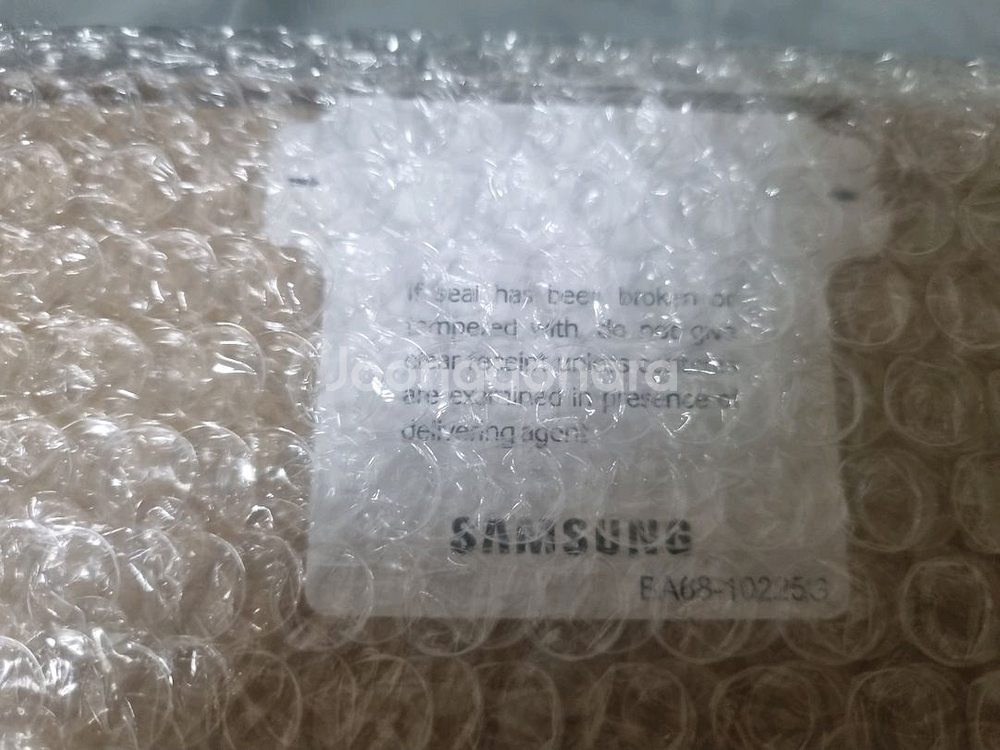 If seal has been broken or
tampered with, do not give
clear receipt unless contents
are examined in presence of
delivering agent
Joonggonara
SAMSUNG
BA68-10225G